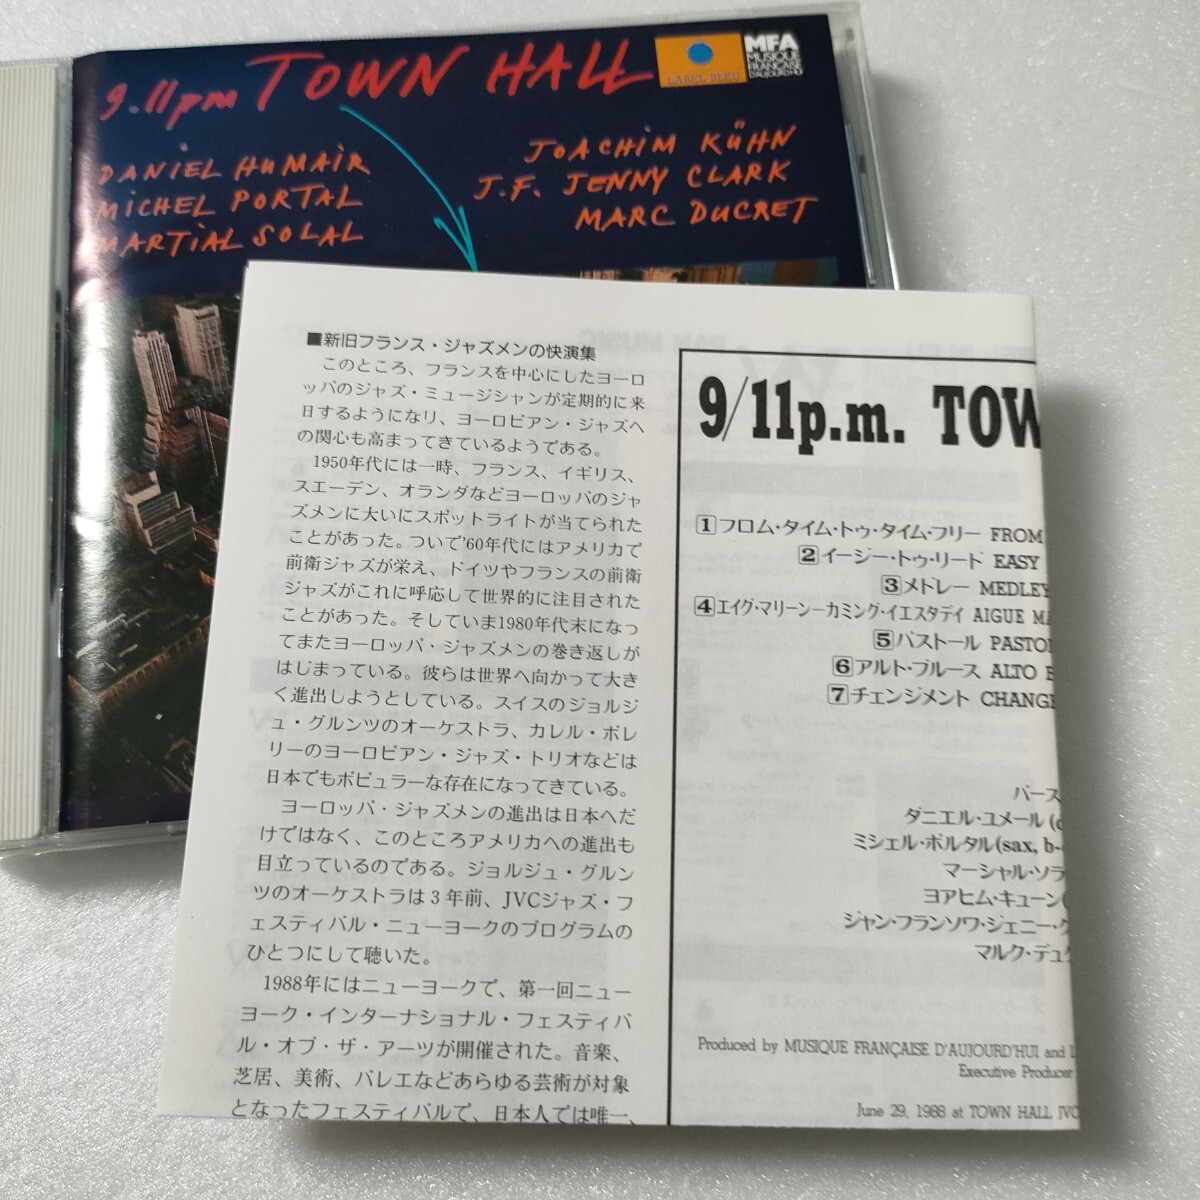 9.11pm TOWN HALL
LABEL BLEU
MFA
MUSIQUE
FRANÇAISE
D'AUJOURD'HUI
DANIEL HUMAIR
MICHEL PORTAL
MARTIAL SOLAL
JOACHIM KÜHN
J.F. JENNY CLARK
MARC DUCRET
■新旧フランス・ジャズメンの快演集
このところ、フランスを中心にしたヨーロ
ッパのジャズ・ミュージシャンが定期的に来
日するようになり、ヨーロピアン・ジャズへ
の関心も高まってきているようである。
1950年代には一時、フランス、イギリス、
スエーデン、オランダなどヨーロッパのジャ
ズメンに大いにスポットライトが当てられた
ことがあった。ついで'60年代にはアメリカで
前衛ジャズが栄え、ドイツやフランスの前衛
ジャズがこれに呼応して世界的に注目された
ことがあった。そしていま1980年代末になっ
てまたヨーロッパ・ジャズメンの巻き返しが
はじまっている。彼らは世界へ向かって大き
く進出しようとしている。スイスのジョルジ
ュ・グルンツのオーケストラ、カレル・ボレ
リーのヨーロピアン・ジャズ・トリオなどは
日本でもポピュラーな存在になってきている。
ヨーロッパ・ジャズメンの進出は日本へだ
けではなく、このところアメリカへの進出も
目立っているのである。ジョルジュ・グルン
ツのオーケストラは3年前、JVCジャズ・フ
ェスティバル・ニューヨークのプログラムの
ひとつにして聴いた。
1988年にはニューヨークで、第一回ニュー
ヨーク・インターナショナル・フェスティバ
ル・オブ・ザ・アーツが開催された。音楽、
芝居、美術、バレエなどあらゆる芸術が対象
となったフェスティバルで、日本人では唯一、
9/11p.m. TOW
1 フロム・タイム・トゥ・タイム・フリー FROM
2 イージー・トゥ・リード EASY
3 メドレー MEDLEY
4 エイグ・マリーン—カミング・イエスタデイ AIGUE MA
5 パストール PASTO
6 アルト・ブルース ALTO B
7 チェンジメント CHANGE
パース
ダニエル・ユメール (d
ミシェル・ポルタル(sax, b-
マーシャル・ソラ
ヨアヒム・キューン(
ジャン・フランソワ・ジェニー・ク
マルク・デュク
Produced by MUSIQUE FRANÇAISE D'AUJOURD'HUI and L
Executive Producer
June 29, 1988 at TOWN HALL JVC